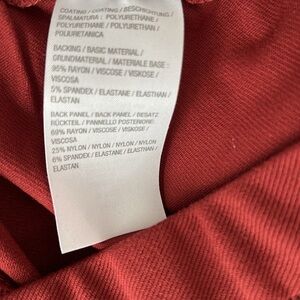 COATING / COATING / BESCHICHTUNG /
SPALMATURA : POLYURETHANE /
POLYURETHANE / POLYURETHAN /
POLIURETANICA
BACKING / BASIC MATERIAL /
GRUNDMATERIAL / MATERIALE BASE :
95% RAYON / VISCOSE / VISKOSE /
VISCOSA
5% SPANDEX / ELASTANE / ELASTHAN /
ELASTAN
BACK PANEL / BACK PANEL / BESATZ
RÜCKTEIL / PANNELLO POSTERIORE:
69% RAYON / VISCOSE / VISKOSE /
VISCOSA
25% NYLON / NYLON / NYLON / NYLON
6% SPANDEX / ELASTANE / ELASTHAN /
ELASTAN